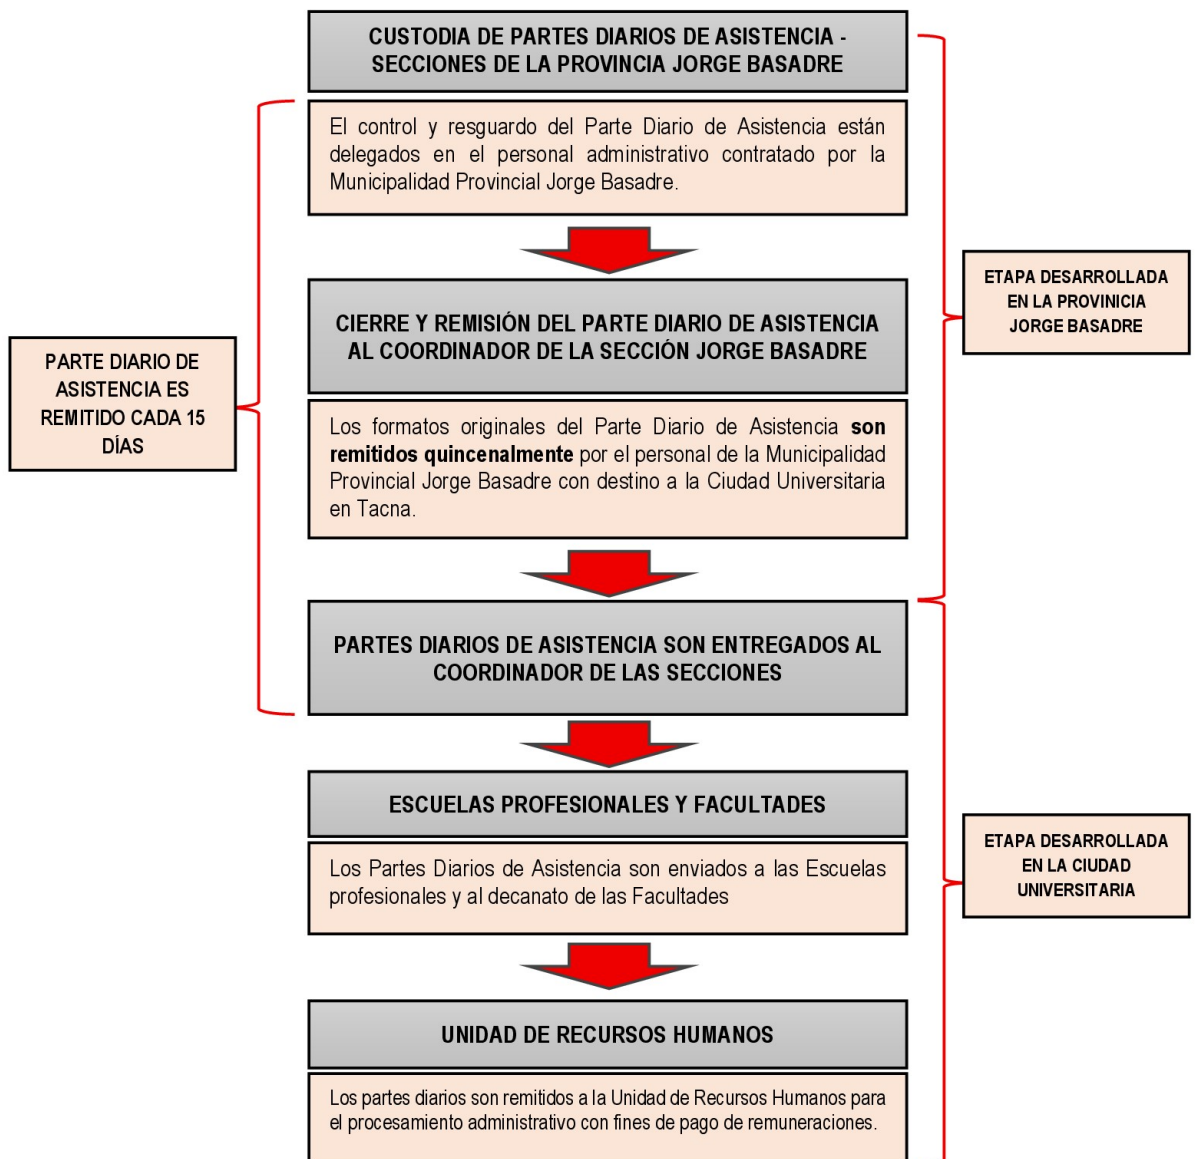 CUSTODIA DE PARTES DIARIOS DE ASISTENCIA -
SECCIONES DE LA PROVINCIA JORGE BASADRE
El control y resguardo del Parte Diario de Asistencia están
delegados en el personal administrativo contratado por la
Municipalidad Provincial Jorge Basadre.
CIERRE Y REMISIÓN DEL PARTE DIARIO DE ASISTENCIA
AL COORDINADOR DE LA SECCIÓN JORGE BASADRE
Los formatos originales del Parte Diario de Asistencia son
remitidos quincenalmente por el personal de la Municipalidad
Provincial Jorge Basadre con destino a la Ciudad Universitaria
en Tacna.
PARTE DIARIO DE
ASISTENCIA ES
REMITIDO CADA 15
DÍAS
ETAPA DESARROLLADA
EN LA PROVINICIA
JORGE BASADRE
PARTES DIARIOS DE ASISTENCIA SON ENTREGADOS AL
COORDINADOR DE LAS SECCIONES
ESCUELAS PROFESIONALES Y FACULTADES
Los Partes Diarios de Asistencia son enviados a las Escuelas
profesionales y al decanato de las Facultades
ETAPA DESARROLLADA
EN LA CIUDAD
UNIVERSITARIA
UNIDAD DE RECURSOS HUMANOS
Los partes diarios son remitidos a la Unidad de Recursos Humanos para
el procesamiento administrativo con fines de pago de remuneraciones.